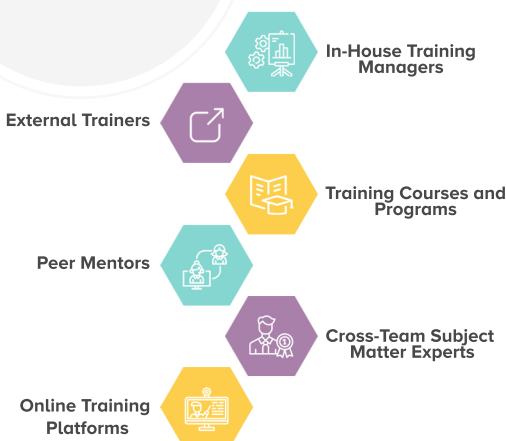 In-House Training
Managers
External Trainers
Training Courses and
Programs
Peer Mentors
Cross-Team Subject
Matter Experts
Online Training
Platforms